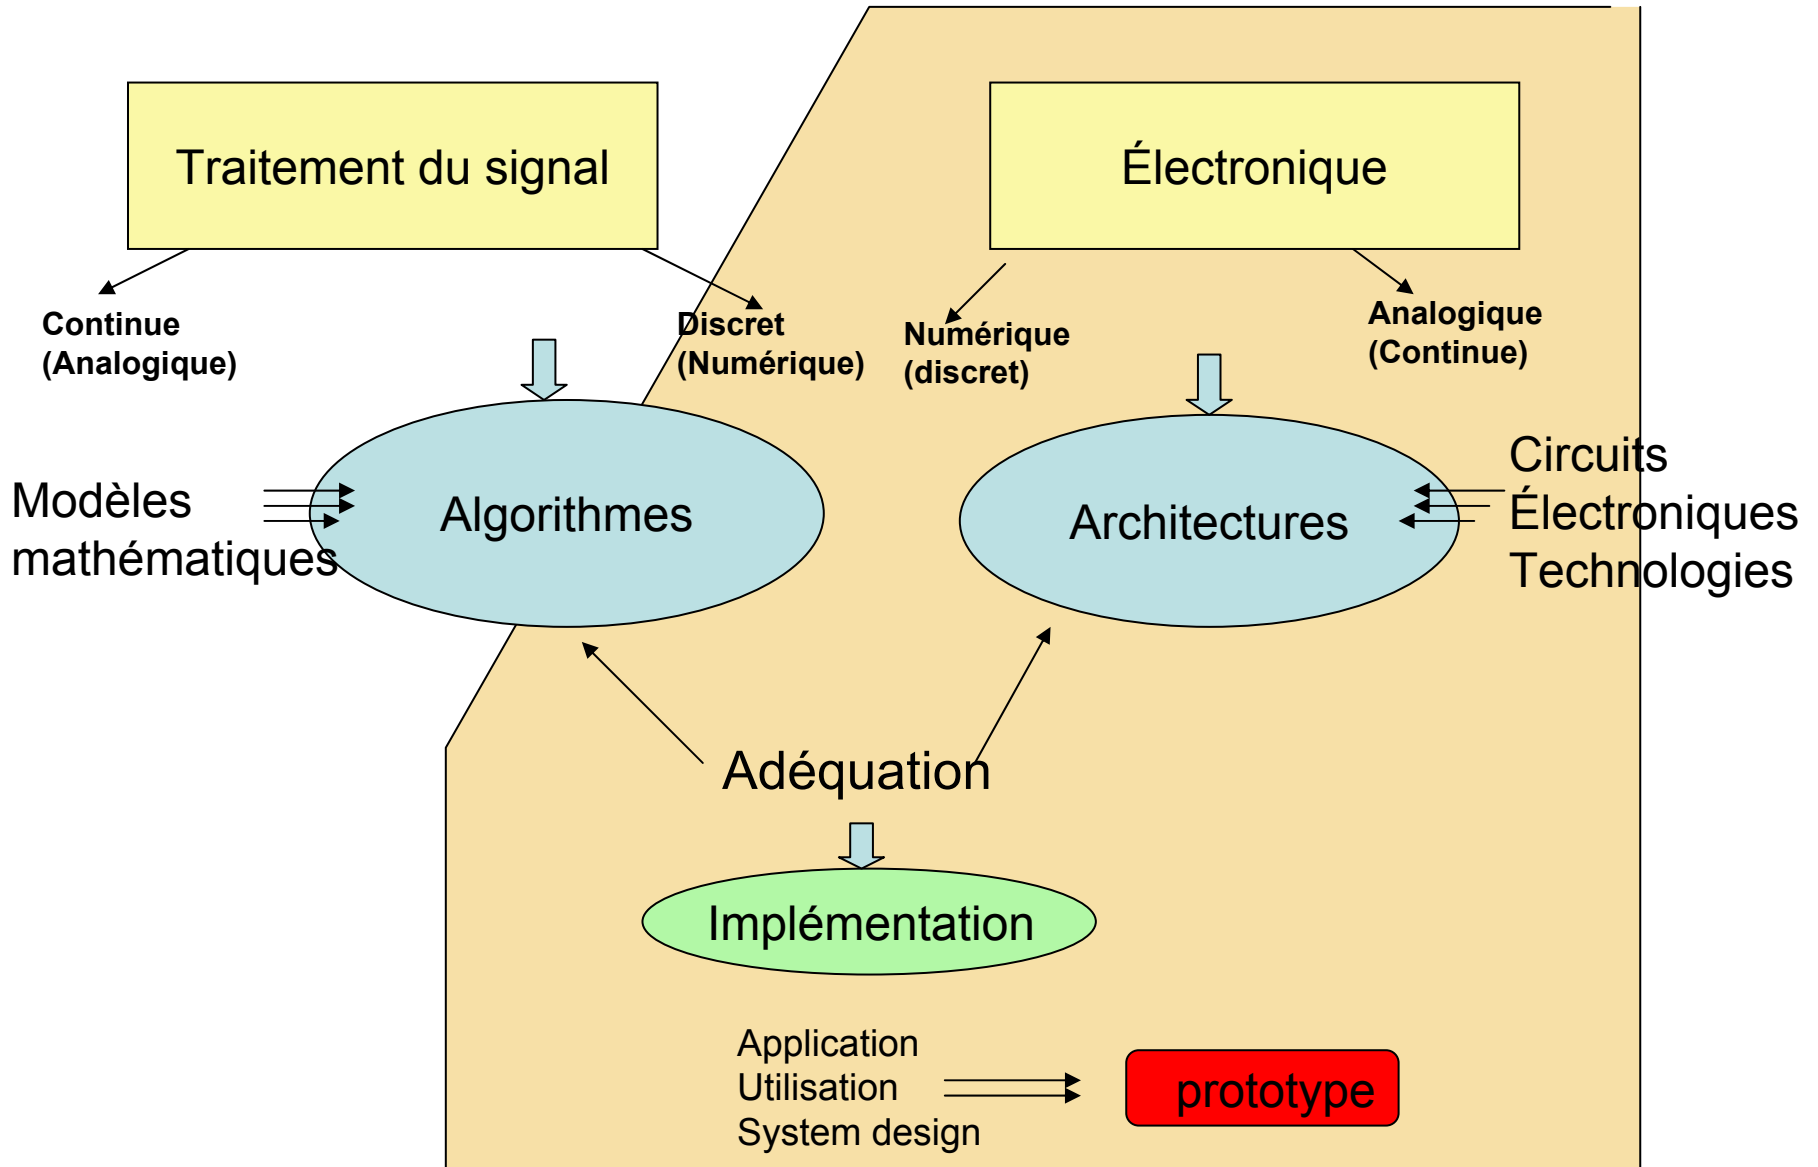 Traitement du signal
Électronique
Continue
(Analogique)
Discret
(Numérique)
Numérique
(discret)
Analogique
(Continue)
Modèles
mathématiques
Algorithmes
Architectures
Circuits
Électroniques
Technologies
Adéquation
Implémentation
Application
Utilisation
System design
prototype